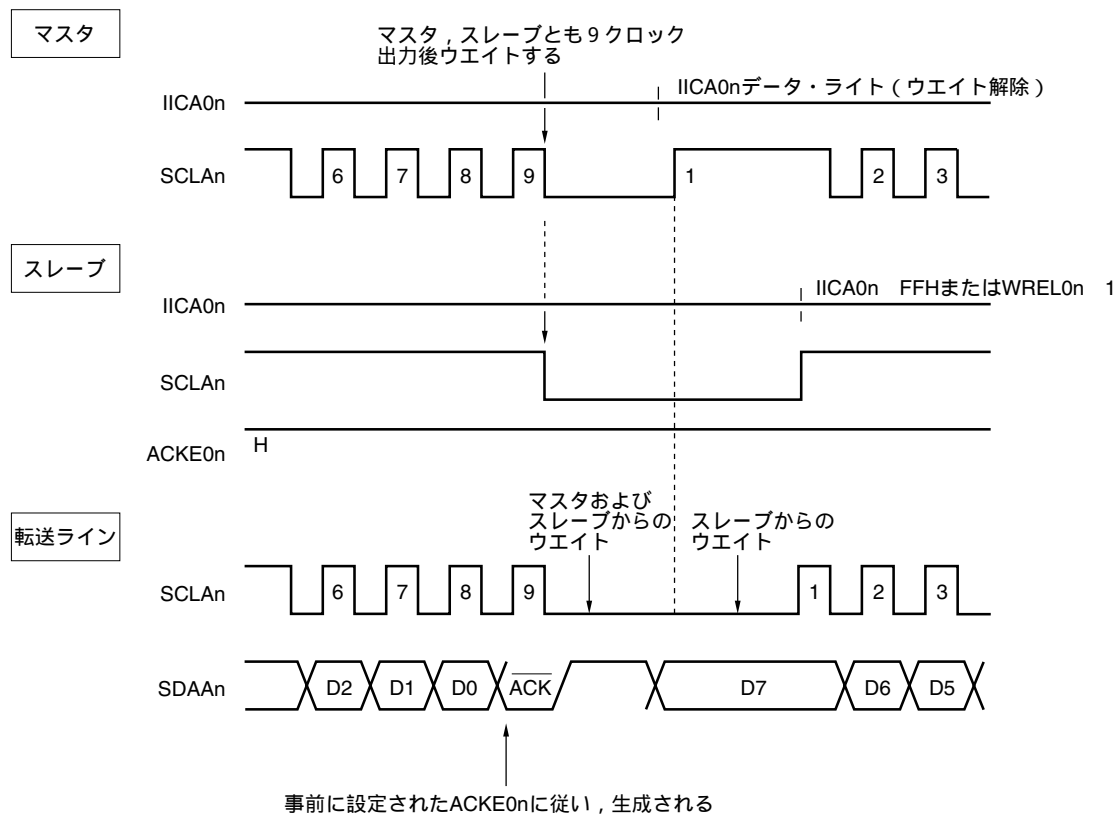 マスタ
マスタ，スレーブとも９クロック
出力後ウエイトする
IICA0n
IICA0nデータ・ライト（ウエイト解除）
SCLAn
6 7 8 9 1 2 3
スレーブ
IICA0n
IICA0n FFHまたはWREL0n 1
SCLAn
ACKE0n
H
転送ライン
マスタおよび
スレーブからの
ウエイト
スレーブからの
ウエイト
SCLAn
6 7 8 9 1 2 3
SDAAn
D2 D1 D0 ACK D7 D6 D5
事前に設定されたACKE0nに従い，生成される